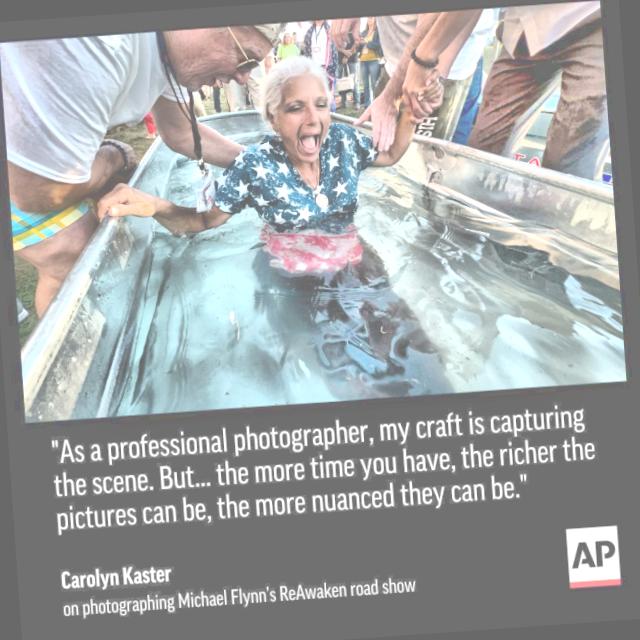 "As a professional photographer, my craft is capturing
the scene. But... the more time you have, the richer the
pictures can be, the more nuanced they can be."
Carolyn Kaster
on photographing Michael Flynn's ReAwaken road show
AP